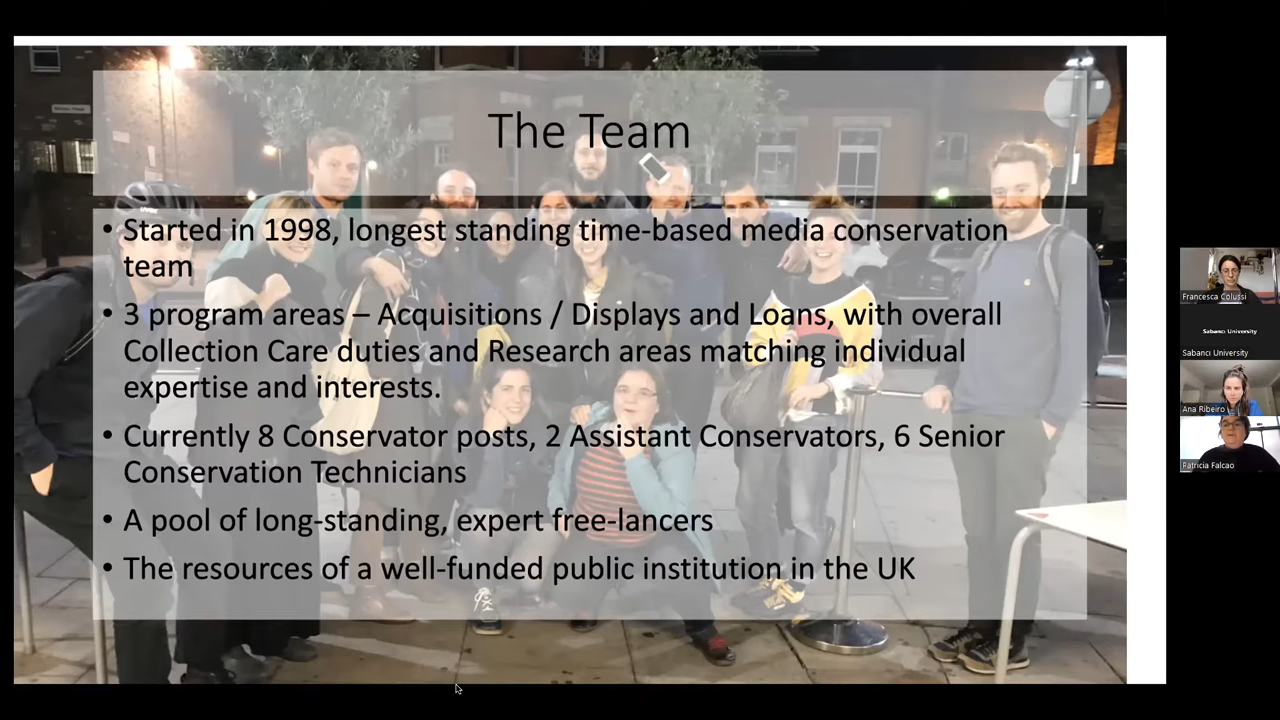 The Team
• Started in 1998, longest standing time-based media conservation
team
• 3 program areas – Acquisitions / Displays and Loans, with overall
Collection Care duties and Research areas matching individual
expertise and interests.
• Currently 8 Conservator posts, 2 Assistant Conservators, 6 Senior
Conservation Technicians
• A pool of long-standing, expert free-lancers
• The resources of a well-funded public institution in the UK
Francesca Colussi
Sabancı University
Sabancı University
Ana Ribeiro
Patricia Falcao